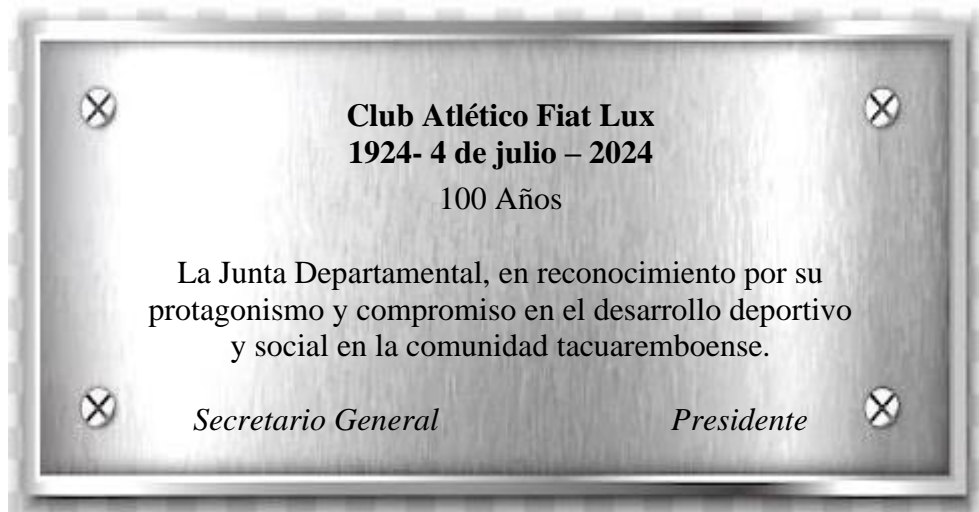 Club Atlético Fiat Lux
1924- 4 de julio – 2024
100 Años
La Junta Departamental, en reconocimiento por su
protagonismo y compromiso en el desarrollo deportivo
y social en la comunidad tacuaremboense.
Secretario General Presidente